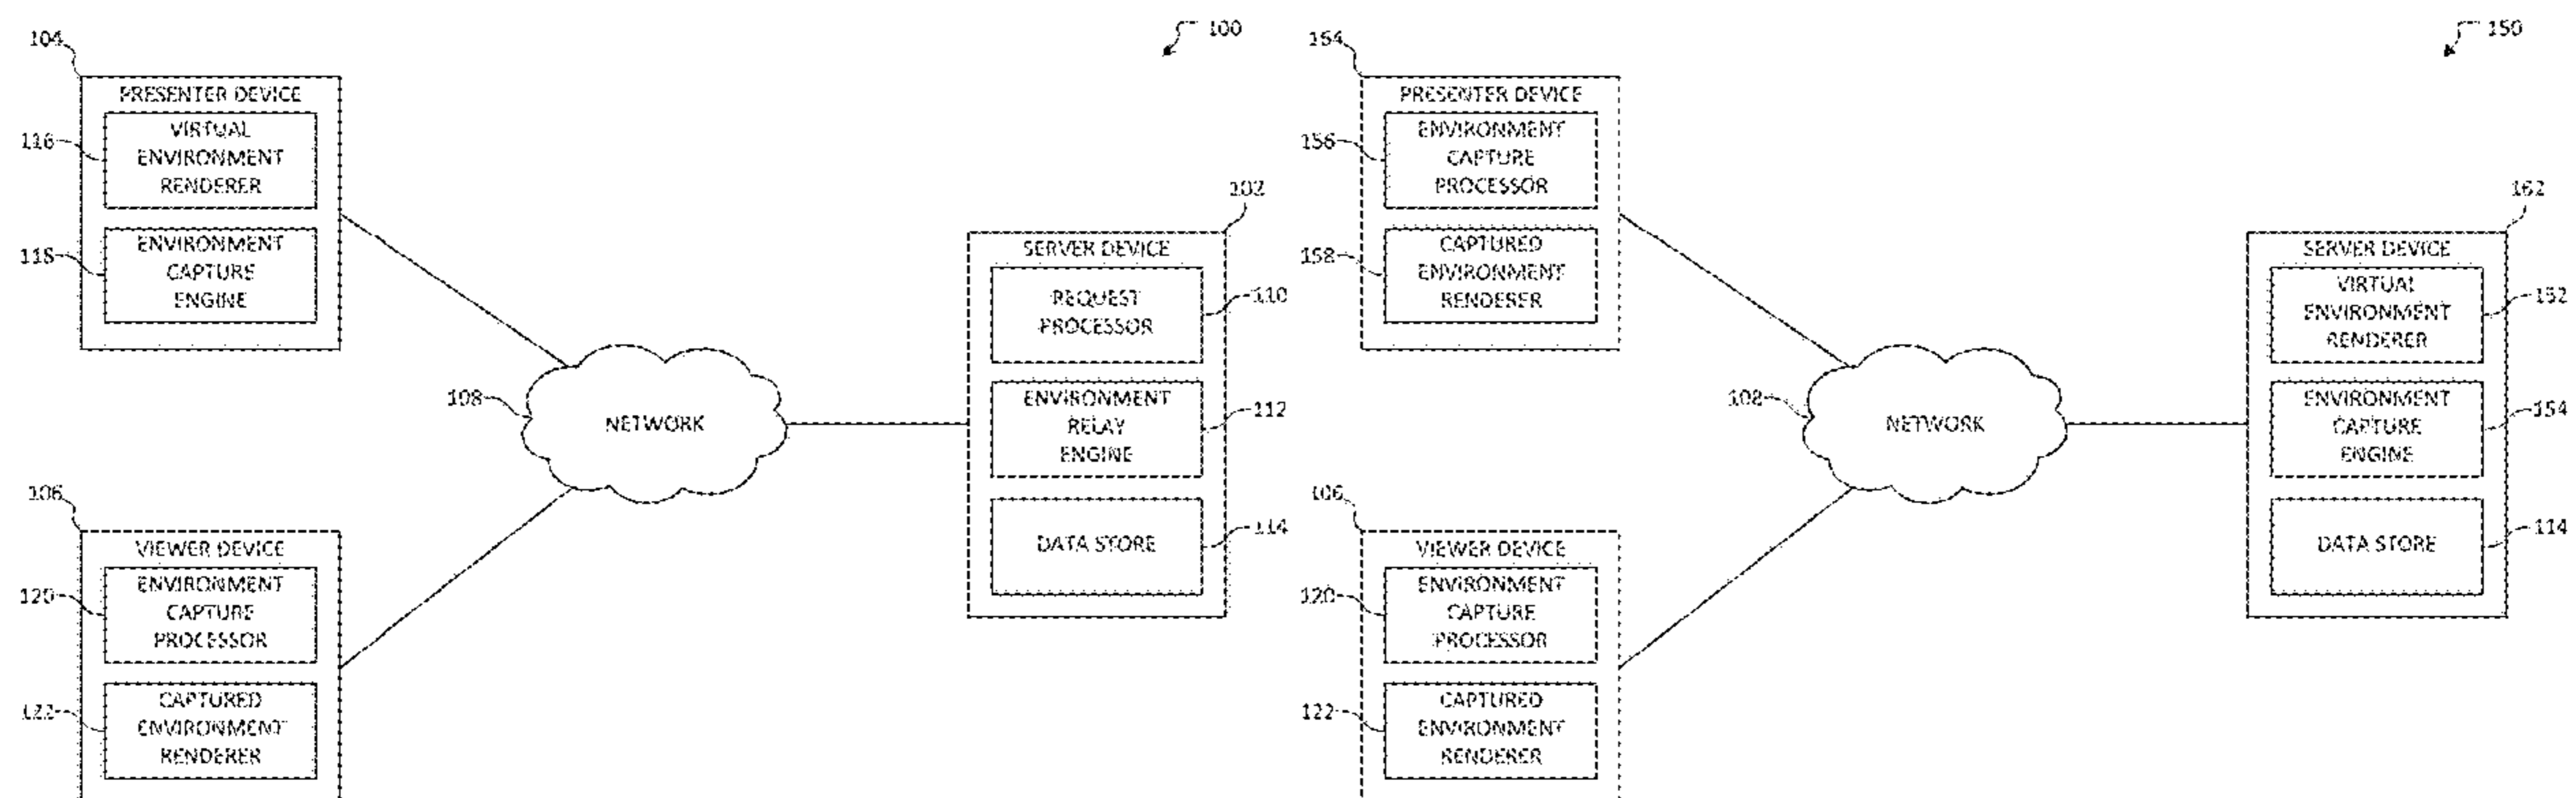 100
104
PRESENTER DEVICE
116
VIRTUAL
ENVIRONMENT
RENDERER
118
ENVIRONMENT
CAPTURE
ENGINE
108
NETWORK
102
SERVER DEVICE
REQUEST
PROCESSOR
110
ENVIRONMENT
RELAY
ENGINE
112
DATA STORE
114
106
VIEWER DEVICE
120
ENVIRONMENT
CAPTURE
PROCESSOR
122
CAPTURED
ENVIRONMENT
RENDERER
150
164
PRESENTER DEVICE
156
ENVIRONMENT
CAPTURE
PROCESSOR
158
CAPTURED
ENVIRONMENT
RENDERER
108
NETWORK
162
SERVER DEVICE
VIRTUAL
ENVIRONMENT
RENDERER
152
ENVIRONMENT
CAPTURE
ENGINE
154
DATA STORE
114
106
VIEWER DEVICE
120
ENVIRONMENT
CAPTURE
PROCESSOR
122
CAPTURED
ENVIRONMENT
RENDERER